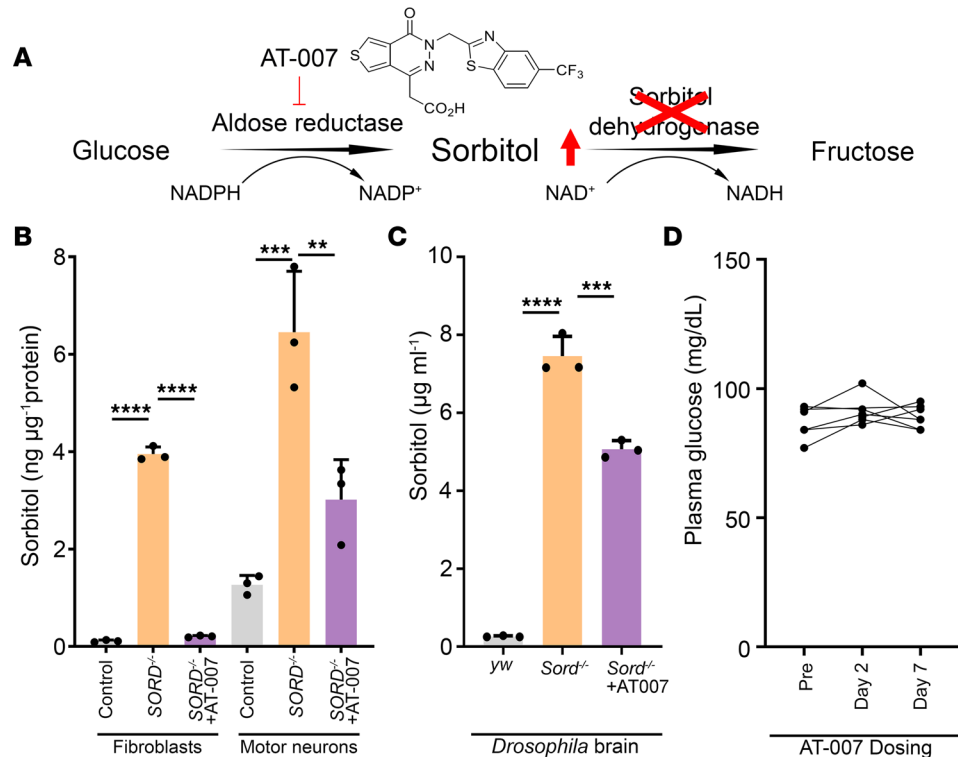 A
AT-007
O
N
N
S
N
S
CF₃
CO₂H
Aldose reductase
Sorbitol
dehydrogenase
Glucose
Sorbitol
Fructose
NADPH
NADP⁺
NAD⁺
NADH
B
Sorbitol (ng µg⁻¹protein)
8
6
4
2
0
****
****
***
**
Control
SORD⁻/⁻
SORD⁻/⁻
+AT-007
Control
SORD⁻/⁻
SORD⁻/⁻
+AT-007
Fibroblasts
Motor neurons
C
Sorbitol (µg ml⁻¹)
10
8
6
4
2
0
****
***
yw
Sord⁻/⁻
Sord⁻/⁻
+AT007
Drosophila brain
D
Plasma glucose (mg/dL)
150
100
50
0
Pre
Day 2
Day 7
AT-007 Dosing